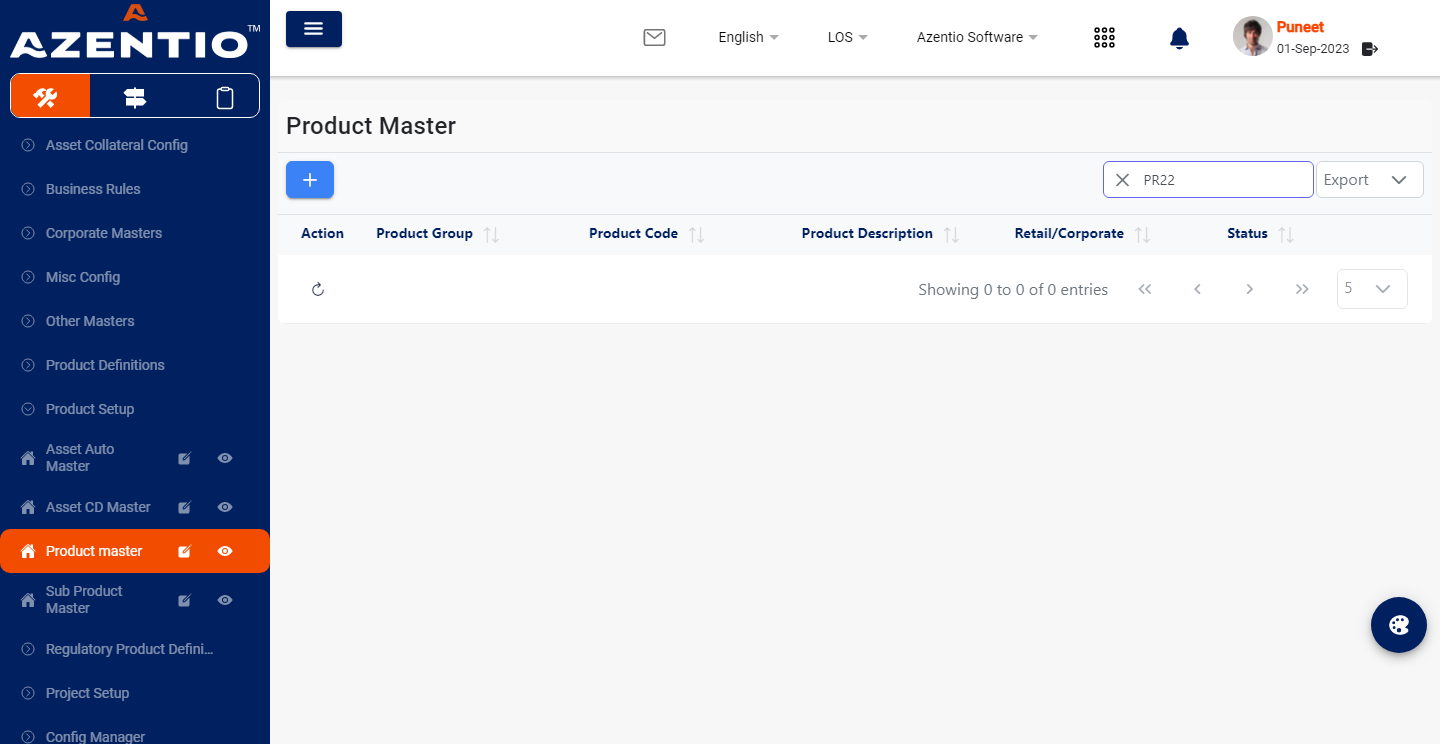 AZENTIO™
English
LOS
Azentio Software
Puneet
01-Sep-2023
Asset Collateral Config
Business Rules
Corporate Masters
Misc Config
Other Masters
Product Definitions
Product Setup
Asset Auto
Master
Asset CD Master
Product master
Sub Product
Master
Regulatory Product Defini...
Project Setup
Config Manager
Product Master
PR22
Export
Action
Product Group
Product Code
Product Description
Retail/Corporate
Status
Showing 0 to 0 of 0 entries
5